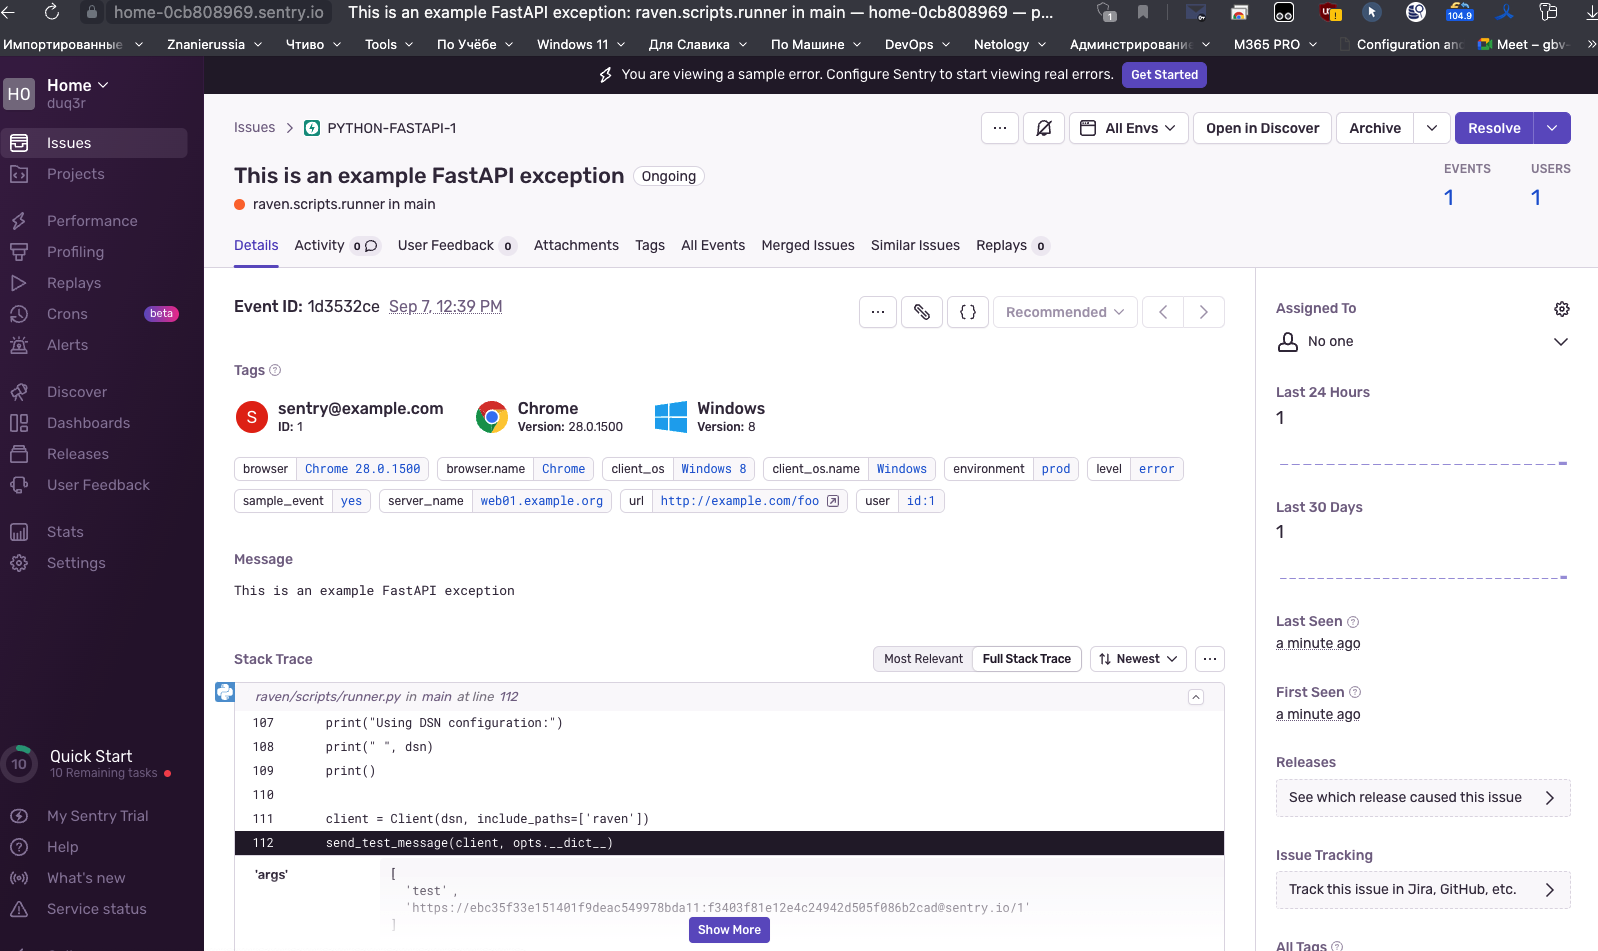 home-0cb808969.sentry.io This is an example FastAPI exception: raven.scripts.runner in main — home-0cb808969 — p...
1 104.9
Импортированные Znanierussia Чтиво Tools По Учёбе Windows 11 Для Славика По Машине DevOps Netology Администрирование M365 PRO Configuration and Meet – gbv-
You are viewing a sample error. Configure Sentry to start viewing real errors. Get Started
H0 Home
duq3r
Issues
Projects
Performance
Profiling
Replays
Crons beta
Alerts
Discover
Dashboards
Releases
User Feedback
Stats
Settings
10 Quick Start
10 Remaining tasks
My Sentry Trial
Help
What's new
Service status
Issues > PYTHON-FASTAPI-1
... All Envs Open in Discover Archive Resolve
This is an example FastAPI exception Ongoing
raven.scripts.runner in main
EVENTS USERS
1 1
Details Activity 0 User Feedback 0 Attachments Tags All Events Merged Issues Similar Issues Replays 0
Event ID: 1d3532ce Sep 7, 12:39 PM
... {} Recommended
Tags
S sentry@example.com Chrome Windows
ID: 1 Version: 28.0.1500 Version: 8
browser Chrome 28.0.1500 browser.name Chrome client_os Windows 8 client_os.name Windows environment prod level error
sample_event yes server_name web01.example.org url http://example.com/foo user id:1
Message
This is an example FastAPI exception
Stack Trace Most Relevant Full Stack Trace Newest ...
raven/scripts/runner.py in main at line 112
107 print("Using DSN configuration:")
108 print(" ", dsn)
109 print()
110
111 client = Client(dsn, include_paths=['raven'])
112 send_test_message(client, opts.__dict__)
'args' [
'test',
'https://ebc35f33e151401f9deac549978bda11:f3403f81e12e4c24942d505f086b2cad@sentry.io/1'
]
Show More
Assigned To
No one
Last 24 Hours
1
Last 30 Days
1
Last Seen
a minute ago
First Seen
a minute ago
Releases
See which release caused this issue
Issue Tracking
Track this issue in Jira, GitHub, etc.
All Tags